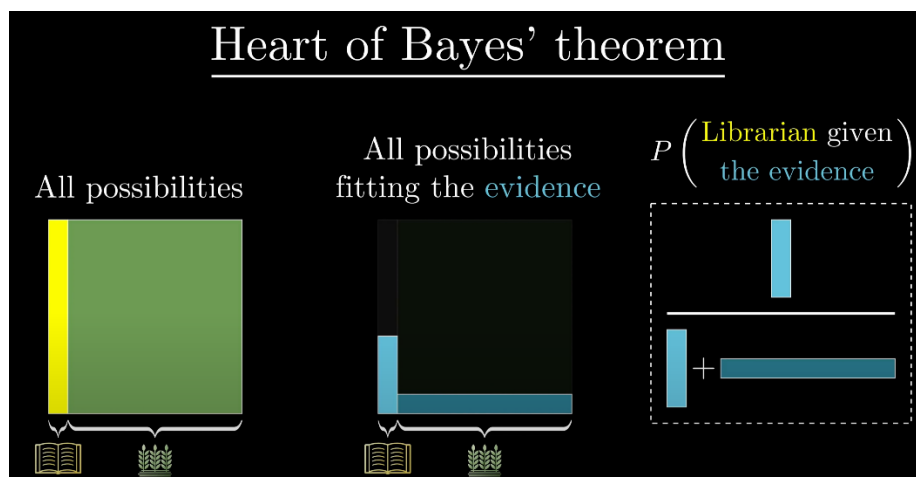 Heart of Bayes' theorem
All possibilities
All possibilities
fitting the evidence
P ( Librarian given
the evidence )
+